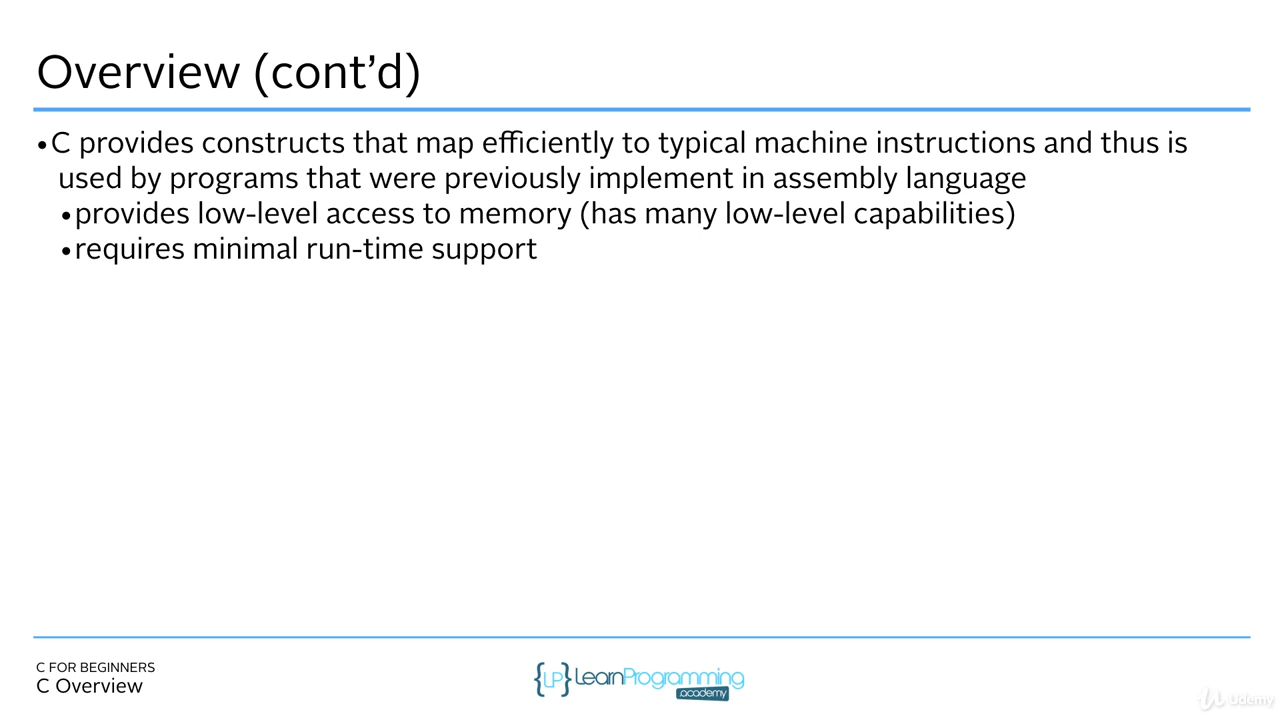 Overview (cont’d)
•C provides constructs that map efficiently to typical machine instructions and thus is
used by programs that were previously implement in assembly language
•provides low-level access to memory (has many low-level capabilities)
•requires minimal run-time support
C FOR BEGINNERS
C Overview
{LP}LearnProgramming
.academy
Udemy